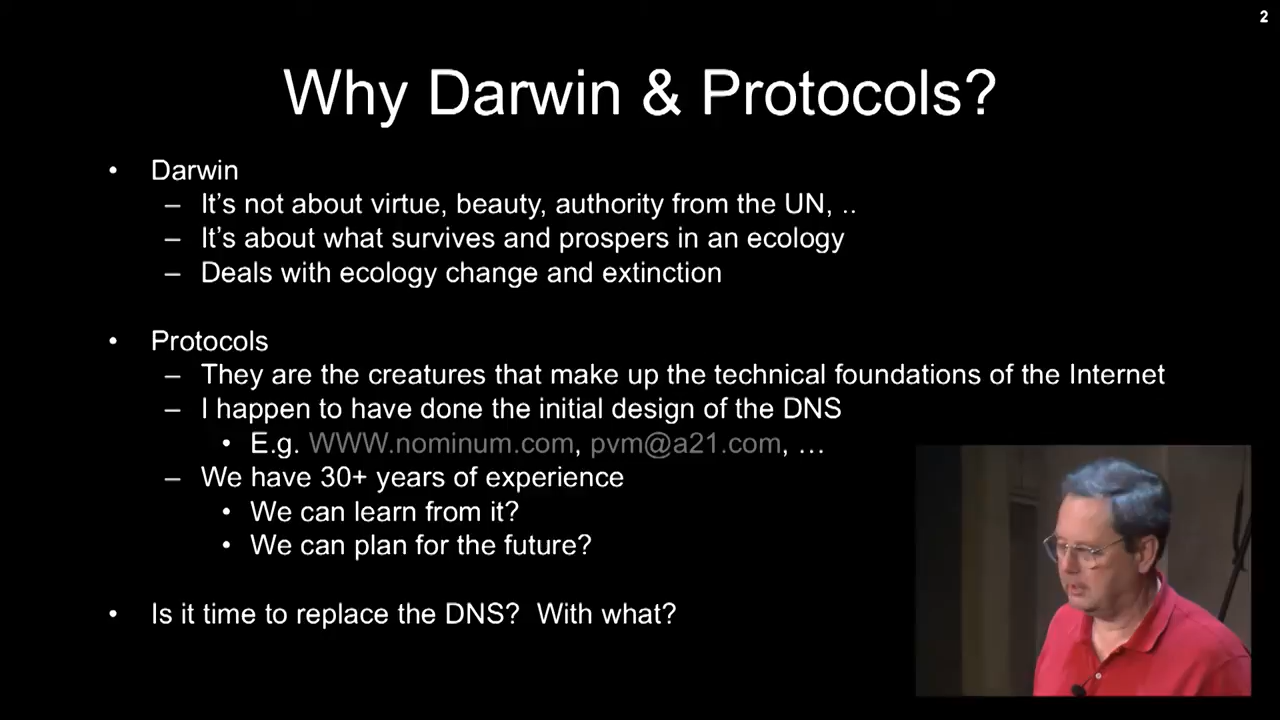 2
Why Darwin & Protocols?
• Darwin
– It's not about virtue, beauty, authority from the UN, ..
– It's about what survives and prospers in an ecology
– Deals with ecology change and extinction
• Protocols
– They are the creatures that make up the technical foundations of the Internet
– I happen to have done the initial design of the DNS
• E.g. WWW.nominum.com, pvm@a21.com, …
– We have 30+ years of experience
• We can learn from it?
• We can plan for the future?
• Is it time to replace the DNS?  With what?